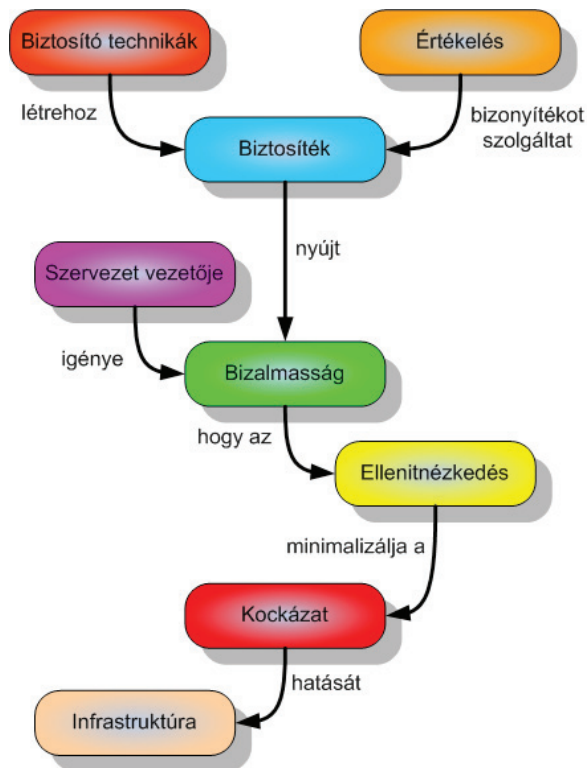 Biztosító technikák
Értékelés
létrehoz
bizonyítékot
szolgáltat
Biztosíték
nyújt
Szervezet vezetője
igénye
Bizalmasság
hogy az
Ellenitnézkedés
minimalizálja a
Kockázat
hatását
Infrastruktúra